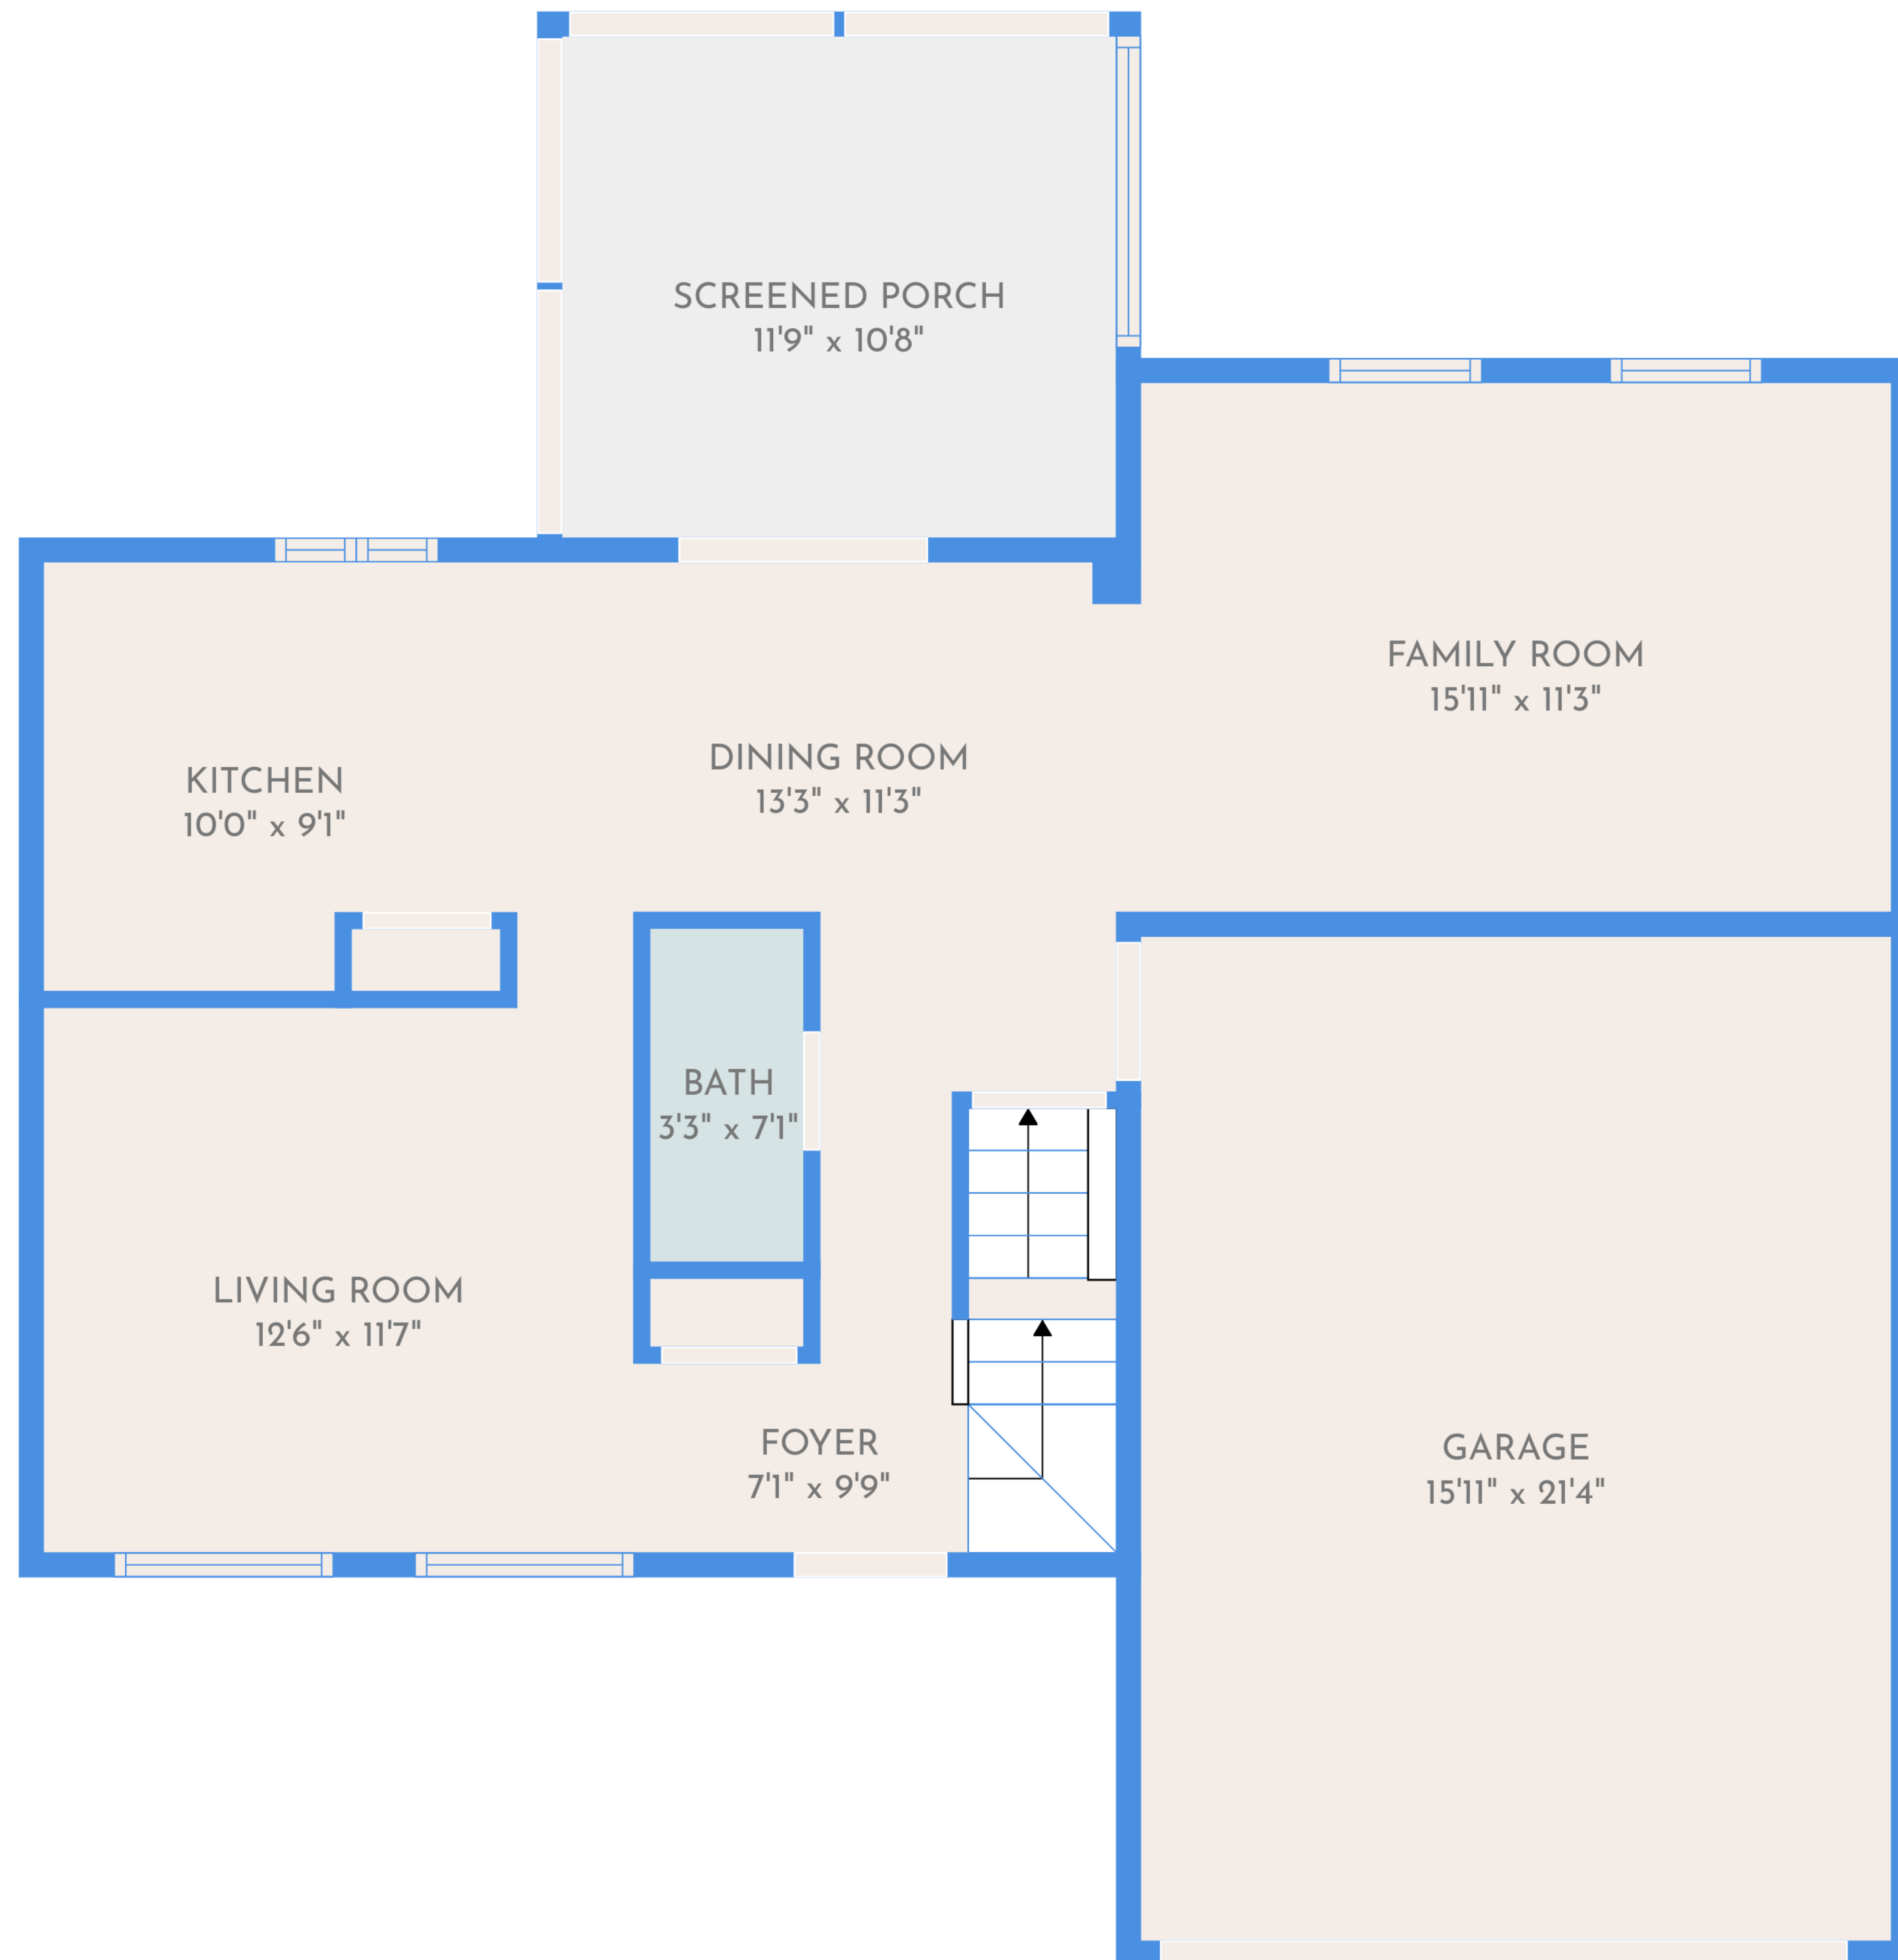 SCREENED PORCH
11'9" x 10'8"
FAMILY ROOM
15'11" x 11'3"
DINING ROOM
13'3" x 11'3"
KITCHEN
10'0" x 9'1"
BATH
3'3" x 7'1"
LIVING ROOM
12'6" x 11'7"
FOYER
7'1" x 9'9"
GARAGE
15'11" x 21'4"